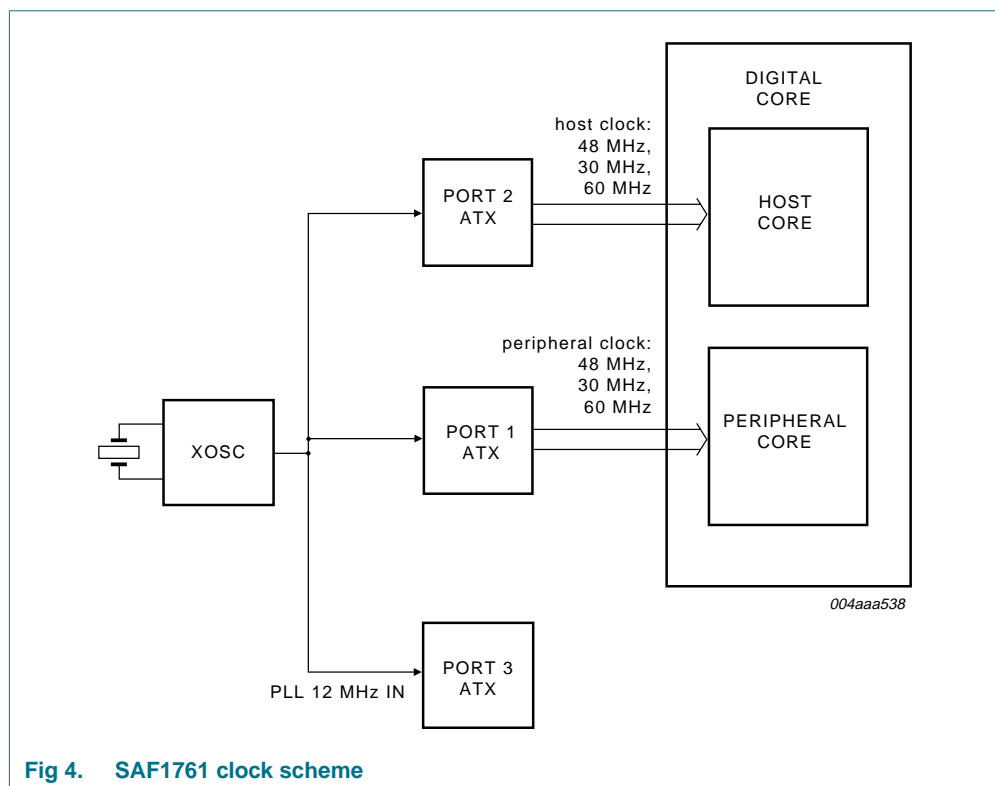 DIGITAL
CORE
host clock:
48 MHz,
30 MHz,
60 MHz
PORT 2
ATX
HOST
CORE
peripheral clock:
48 MHz,
30 MHz,
60 MHz
XOSC
PORT 1
ATX
PERIPHERAL
CORE
004aaa538
PORT 3
ATX
PLL 12 MHz IN
Fig 4. SAF1761 clock scheme